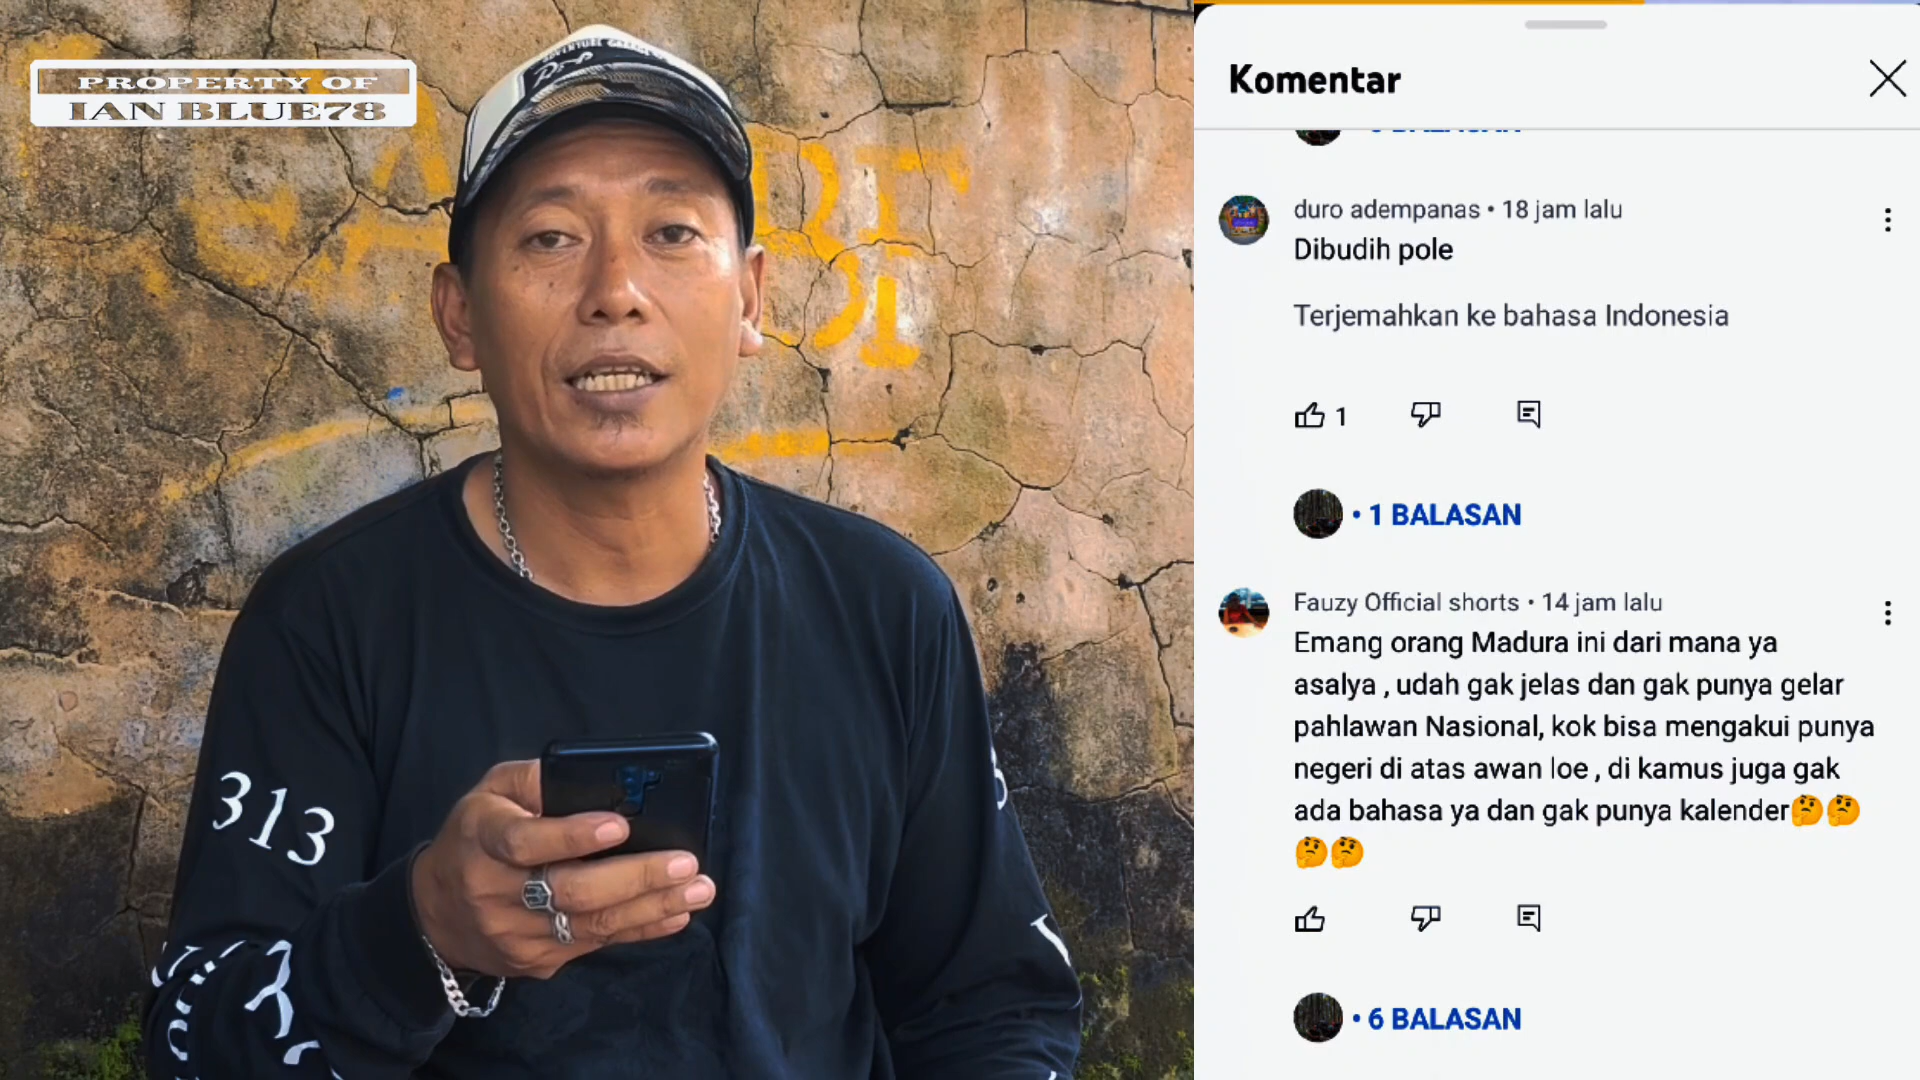 PROPERTY OF
IAN BLUE78
313
Komentar
duro adempanas • 18 jam lalu
Dibudih pole
Terjemahkan ke bahasa Indonesia
1
• 1 BALASAN
Fauzy Official shorts • 14 jam lalu
Emang orang Madura ini dari mana ya
asalya , udah gak jelas dan gak punya gelar
pahlawan Nasional, kok bisa mengakui punya
negeri di atas awan loe , di kamus juga gak
ada bahasa ya dan gak punya kalender🤔🤔
🤔🤔
• 6 BALASAN